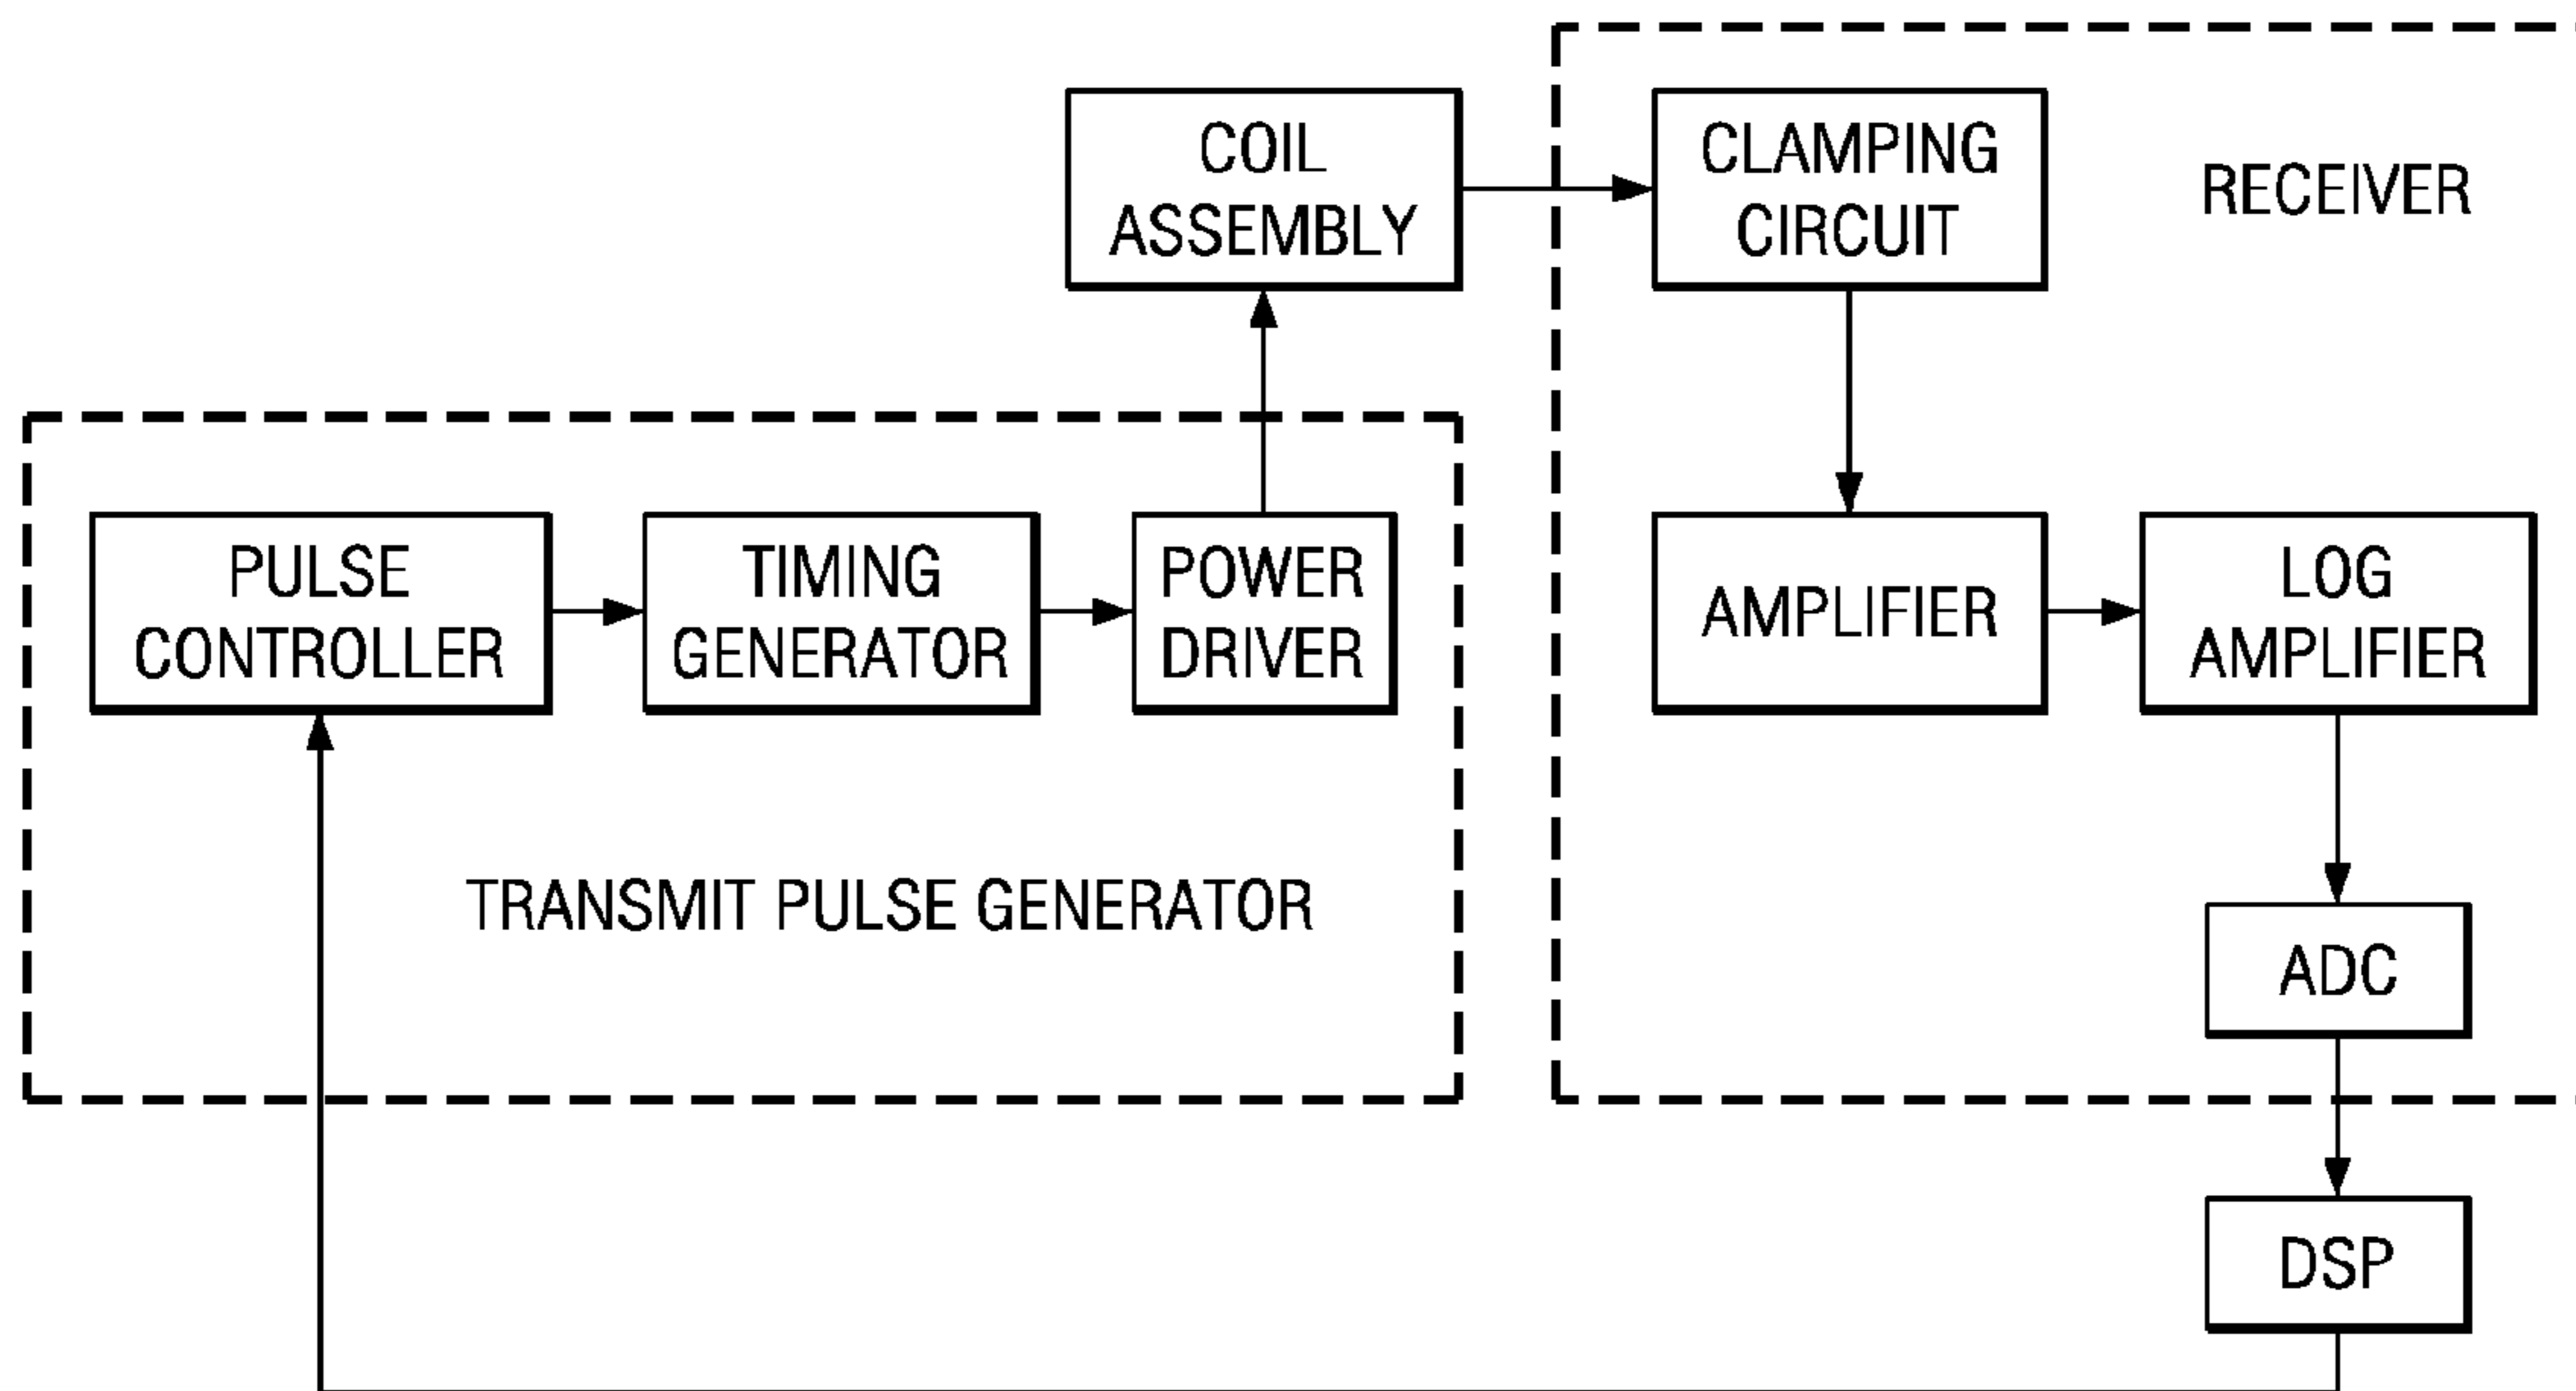 COIL
ASSEMBLY
CLAMPING
CIRCUIT
RECEIVER
PULSE
CONTROLLER
TIMING
GENERATOR
POWER
DRIVER
AMPLIFIER
LOG
AMPLIFIER
TRANSMIT PULSE GENERATOR
ADC
DSP